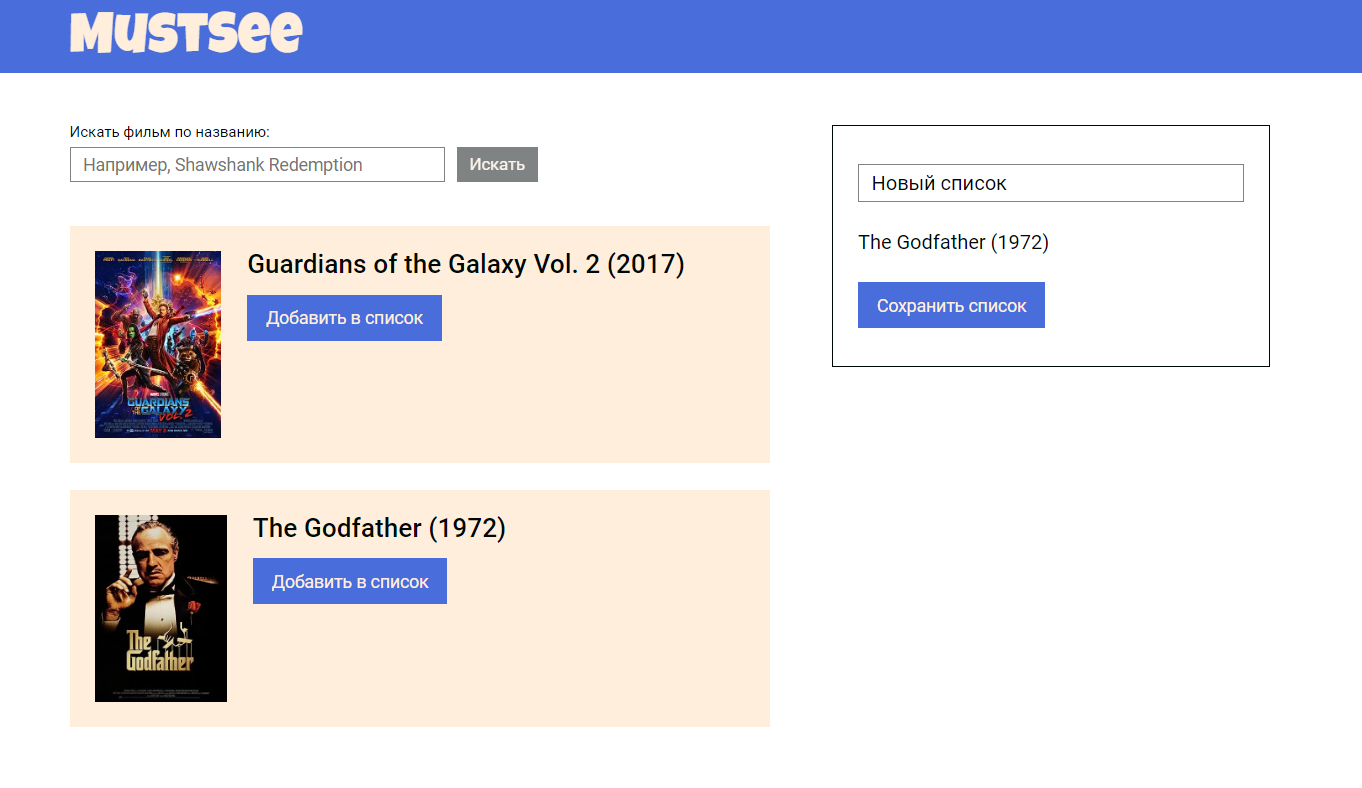 MUSTSEE
Искать фильм по названию:
Например, Shawshank Redemption
Искать
Guardians of the Galaxy Vol. 2 (2017)
Добавить в список
GUARDIANS
OF THE GALAXY
VOL. 2
The Godfather (1972)
Добавить в список
The
Godfather
Новый список
The Godfather (1972)
Сохранить список